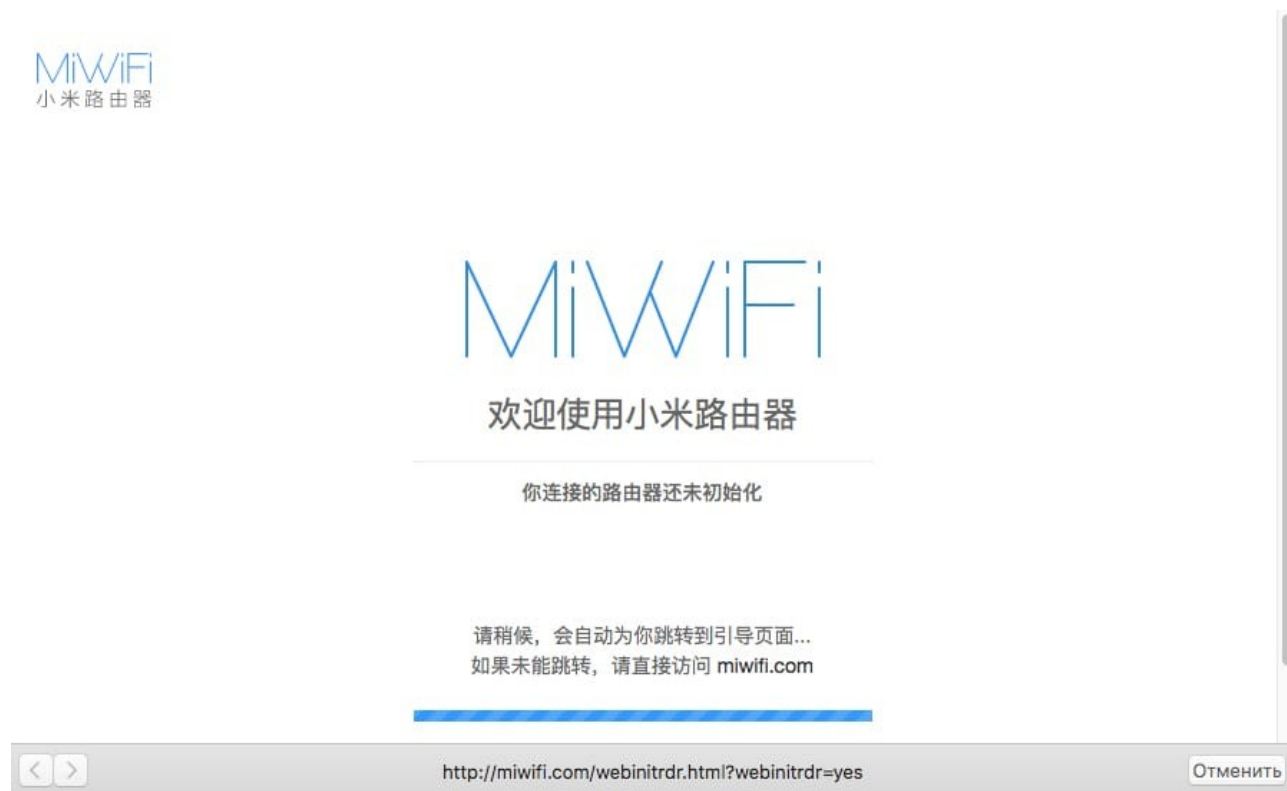 MiWiFi
小米路由器
MiWiFi
欢迎使用小米路由器
你连接的路由器还未初始化
请稍候，会自动为你跳转到引导页面...
如果未能跳转，请直接访问 miwifi.com
http://miwifi.com/webinitrdr.html?webinitrdr=yes
Отменить